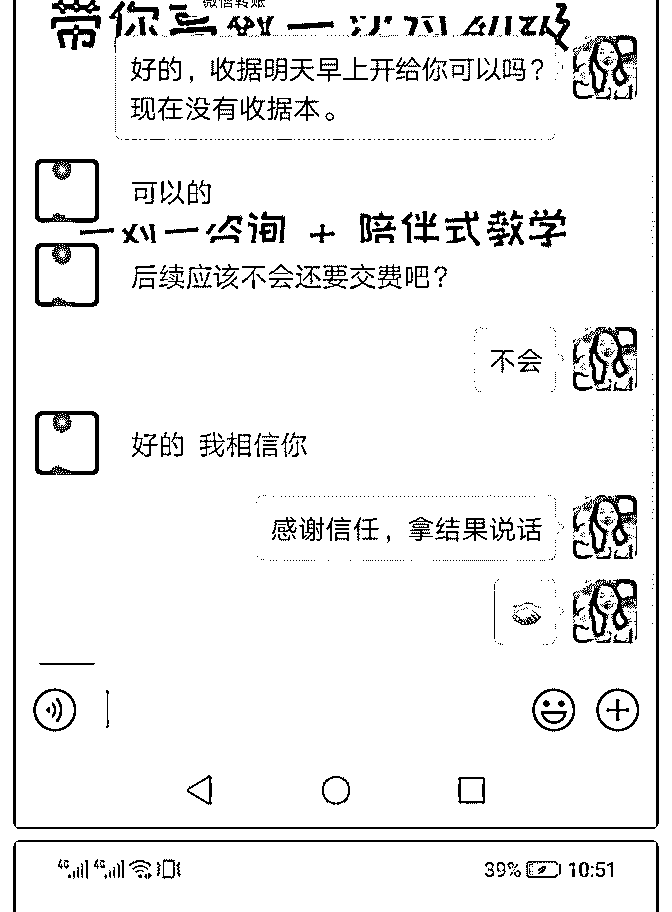 微信转账
好的，收据明天早上开给你可以吗？
现在没有收据本。
可以的
一对一咨询 + 陪伴式教学
后续应该不会还要交费吧？
不会
好的 我相信你
感谢信任，拿结果说话
4G 4G 39% 10:51